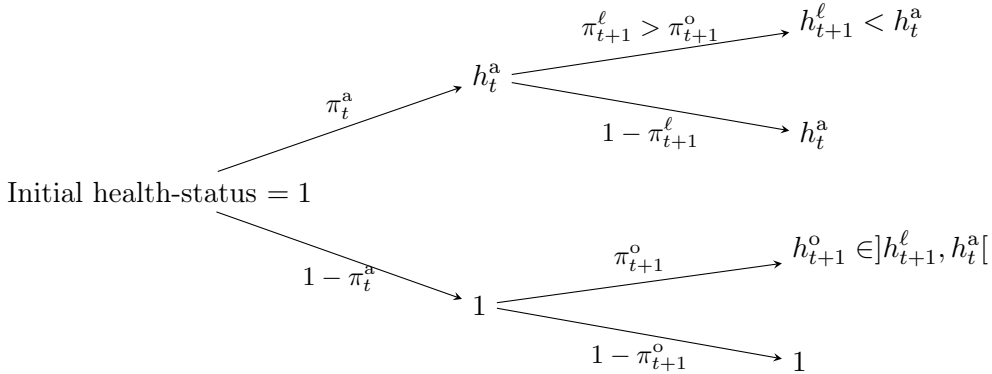 π^ℓ_{t+1} > π^o_{t+1}
h^ℓ_{t+1} < h^a_t
h^a_t
π^a_t
1 − π^ℓ_{t+1}
h^a_t
Initial health-status = 1
1 − π^a_t
π^o_{t+1}
h^o_{t+1} ∈]h^ℓ_{t+1}, h^a_t[
1
1 − π^o_{t+1}
1